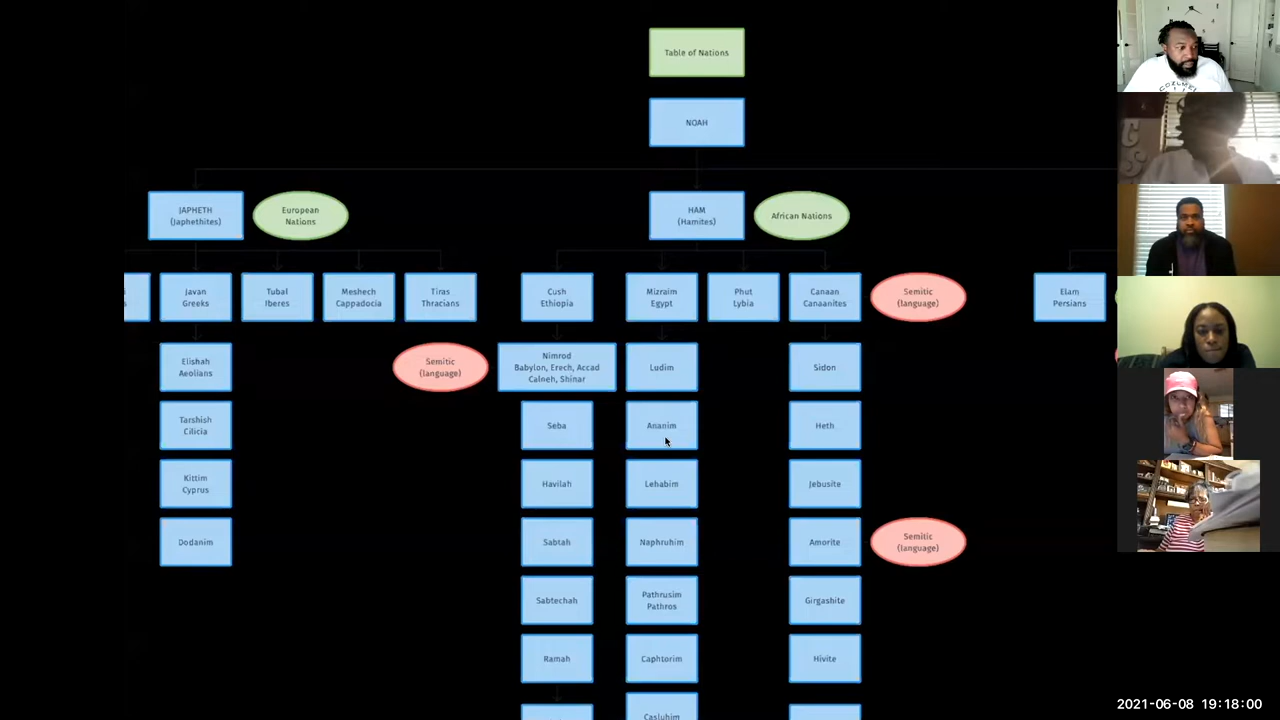 Table of Nations
NOAH
JAPHETH
(Japhethites)
European
Nations
HAM
(Hamites)
African Nations
Javan
Greeks
Tubal
Iberes
Meshech
Cappadocia
Tiras
Thracians
Cush
Ethiopia
Mizraim
Egypt
Phut
Lybia
Canaan
Canaanites
Semitic
(language)
Elam
Persians
Elishah
Aeolians
Semitic
(language)
Nimrod
Babylon, Erech, Accad
Calneh, Shinar
Ludim
Sidon
Tarshish
Cilicia
Seba
Ananim
Heth
Kittim
Cyprus
Havilah
Lehabim
Jebusite
Dodanim
Sabtah
Naphruhim
Amorite
Semitic
(language)
Sabtechah
Pathrusim
Pathros
Girgashite
Ramah
Caphtorim
Hivite
Casluhim
2021-06-08 19:18:00